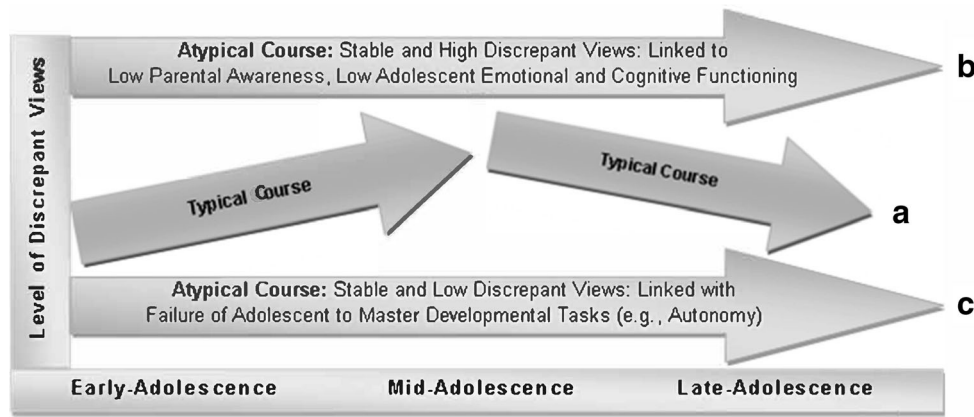 Level of Discrepant Views
Atypical Course: Stable and High Discrepant Views: Linked to
Low Parental Awareness, Low Adolescent Emotional and Cognitive Functioning
b
Typical Course
Typical Course
a
Atypical Course: Stable and Low Discrepant Views: Linked with
Failure of Adolescent to Master Developmental Tasks (e.g., Autonomy)
c
Early-Adolescence
Mid-Adolescence
Late-Adolescence